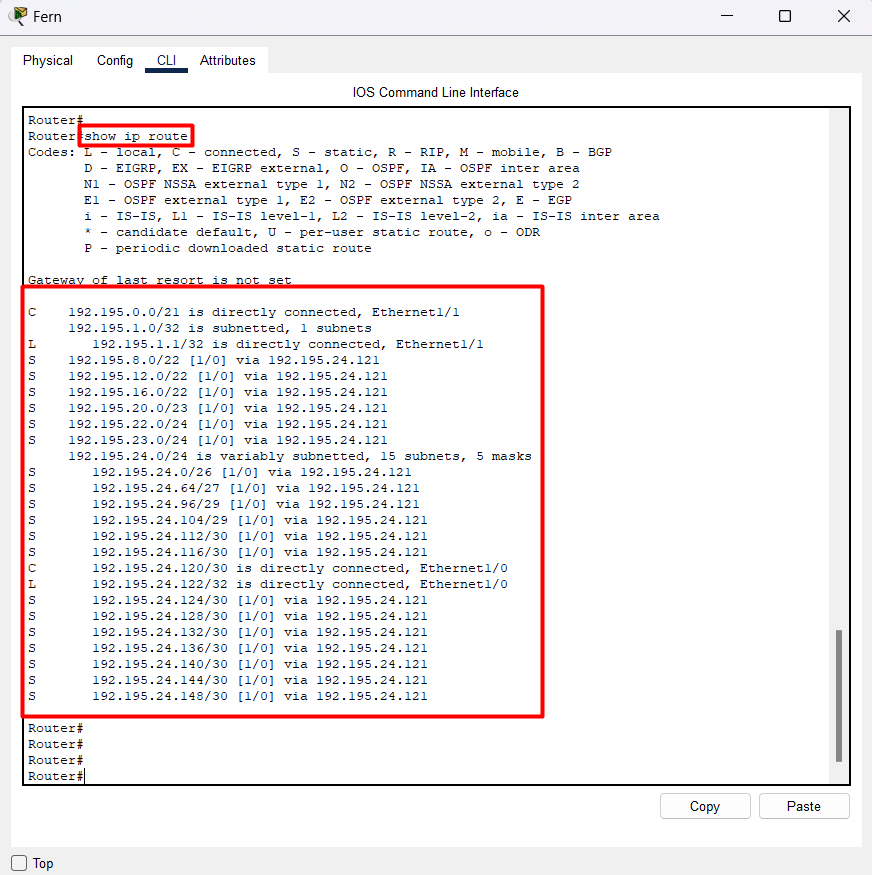 Fern
Physical Config CLI Attributes
IOS Command Line Interface
Router#
Router#show ip route
Codes: L - local, C - connected, S - static, R - RIP, M - mobile, B - BGP
D - EIGRP, EX - EIGRP external, O - OSPF, IA - OSPF inter area
N1 - OSPF NSSA external type 1, N2 - OSPF NSSA external type 2
E1 - OSPF external type 1, E2 - OSPF external type 2, E - EGP
i - IS-IS, L1 - IS-IS level-1, L2 - IS-IS level-2, ia - IS-IS inter area
* - candidate default, U - per-user static route, o - ODR
P - periodic downloaded static route
Gateway of last resort is not set
C 192.195.0.0/21 is directly connected, Ethernet1/1
192.195.1.0/32 is subnetted, 1 subnets
L 192.195.1.1/32 is directly connected, Ethernet1/1
S 192.195.8.0/22 [1/0] via 192.195.24.121
S 192.195.12.0/22 [1/0] via 192.195.24.121
S 192.195.16.0/22 [1/0] via 192.195.24.121
S 192.195.20.0/23 [1/0] via 192.195.24.121
S 192.195.22.0/24 [1/0] via 192.195.24.121
S 192.195.23.0/24 [1/0] via 192.195.24.121
192.195.24.0/24 is variably subnetted, 15 subnets, 5 masks
S 192.195.24.0/26 [1/0] via 192.195.24.121
S 192.195.24.64/27 [1/0] via 192.195.24.121
S 192.195.24.96/29 [1/0] via 192.195.24.121
S 192.195.24.104/29 [1/0] via 192.195.24.121
S 192.195.24.112/30 [1/0] via 192.195.24.121
S 192.195.24.116/30 [1/0] via 192.195.24.121
C 192.195.24.120/30 is directly connected, Ethernet1/0
L 192.195.24.122/32 is directly connected, Ethernet1/0
S 192.195.24.124/30 [1/0] via 192.195.24.121
S 192.195.24.128/30 [1/0] via 192.195.24.121
S 192.195.24.132/30 [1/0] via 192.195.24.121
S 192.195.24.136/30 [1/0] via 192.195.24.121
S 192.195.24.140/30 [1/0] via 192.195.24.121
S 192.195.24.144/30 [1/0] via 192.195.24.121
S 192.195.24.148/30 [1/0] via 192.195.24.121
Router#
Router#
Router#
Router#
Copy Paste
Top